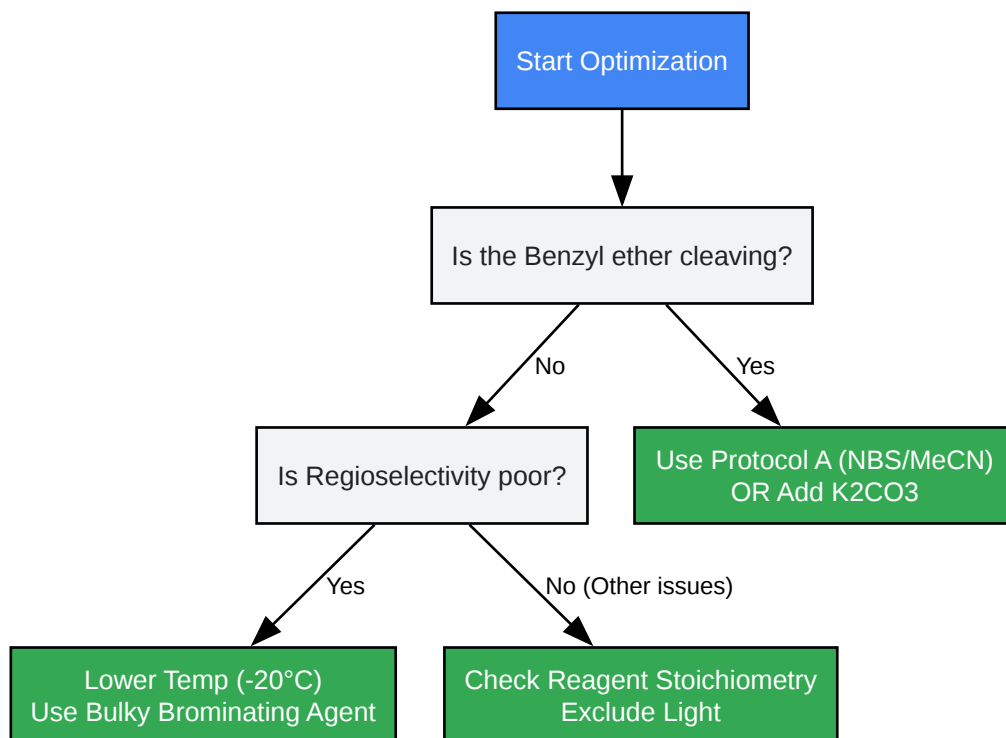 Start Optimization
Is the Benzyl ether cleaving?
No
Yes
Is Regioselectivity poor?
Use Protocol A (NBS/MeCN)
OR Add K2CO3
Yes
No (Other issues)
Lower Temp (-20°C)
Use Bulky Brominating Agent
Check Reagent Stoichiometry
Exclude Light